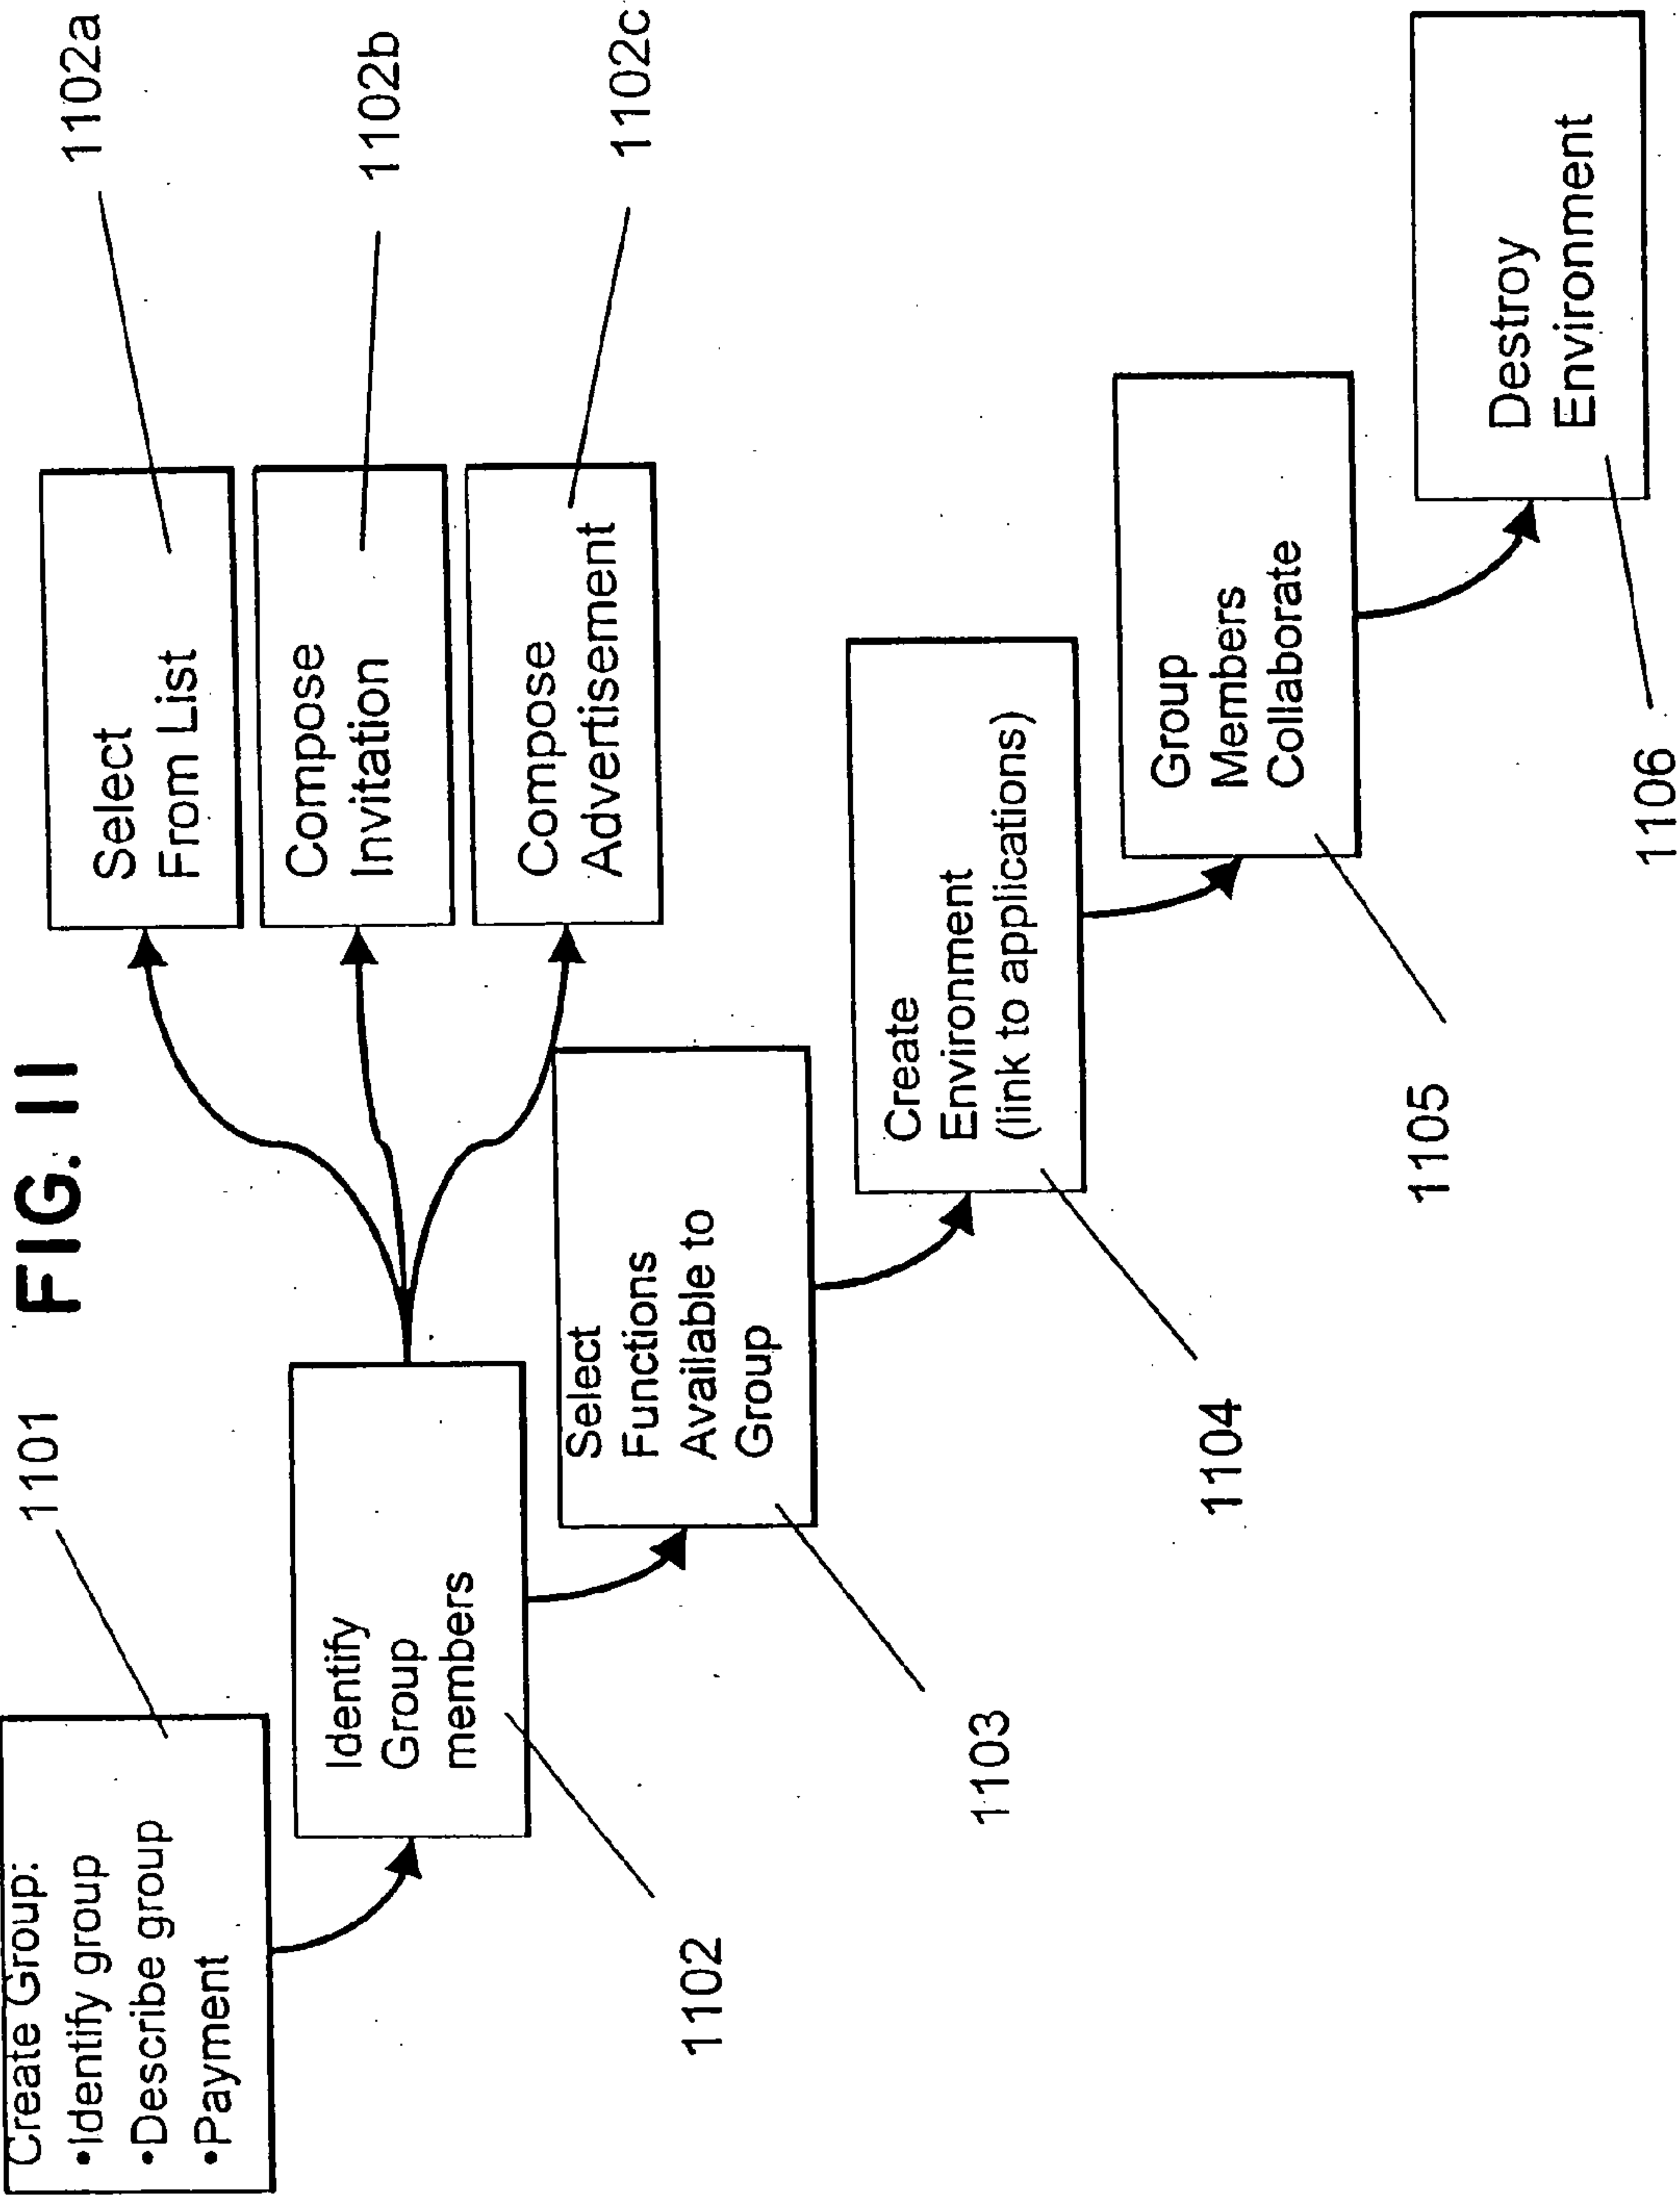 FIG. 11
1101
Create Group:
•Identify group
•Describe group
•Payment
1102
Identify
Group
members
1102a
Select
From List
1102b
Compose
Invitation
1102c
Compose
Advertisement
1103
Select
Functions
Available to
Group
1104
Create
Environment
(link to applications)
1105
Group
Members
Collaborate
1106
Destroy
Environment